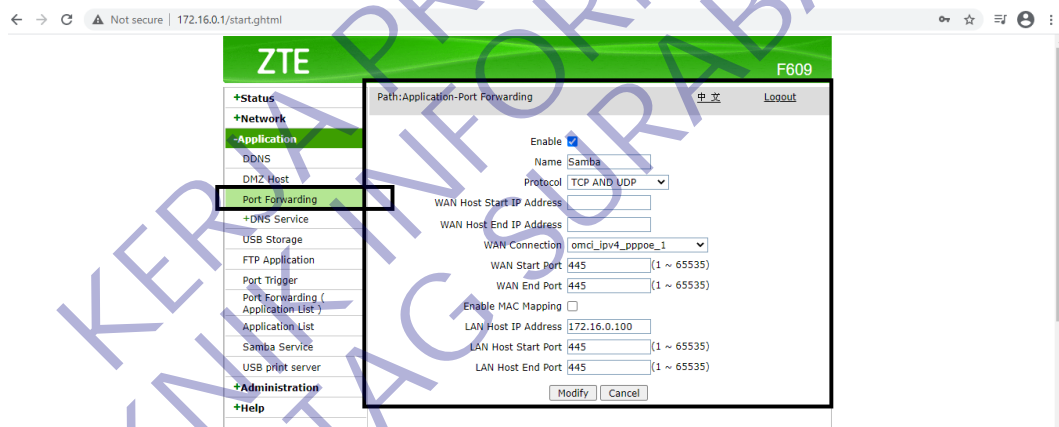 Not secure | 172.16.0.1/start.ghtml
ZTE
F609
+Status
+Network
-Application
DDNS
DMZ Host
Port Forwarding
+DNS Service
USB Storage
FTP Application
Port Trigger
Port Forwarding (
Application List )
Application List
Samba Service
USB print server
+Administration
+Help
Path:Application-Port Forwarding 中文 Logout
Enable
Name Samba
Protocol TCP AND UDP
WAN Host Start IP Address
WAN Host End IP Address
WAN Connection omci_ipv4_pppoe_1
WAN Start Port 445 (1 ~ 65535)
WAN End Port 445 (1 ~ 65535)
Enable MAC Mapping
LAN Host IP Address 172.16.0.100
LAN Host Start Port 445 (1 ~ 65535)
LAN Host End Port 445 (1 ~ 65535)
Modify Cancel